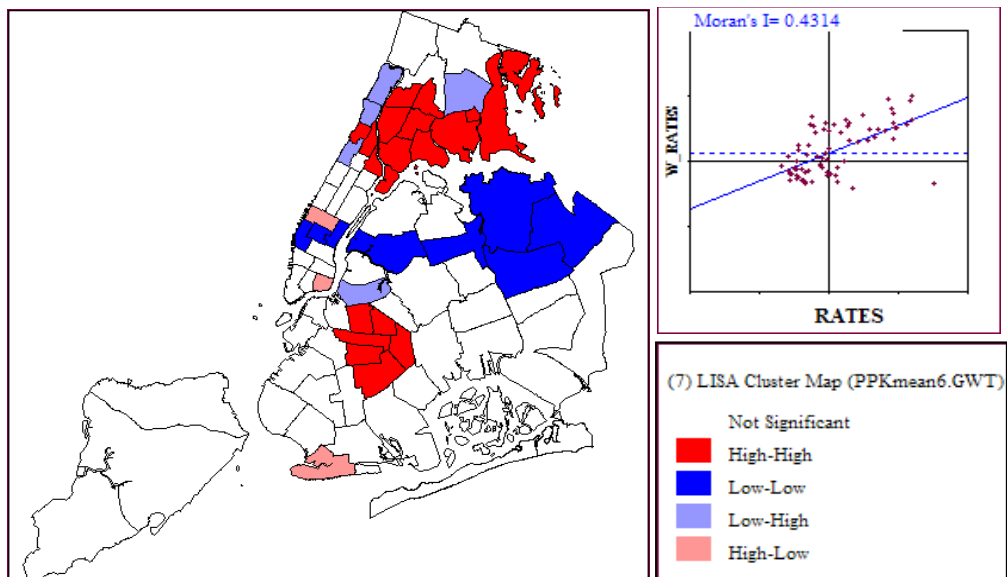 Moran's I= 0.4314
W_RATES
RATES
(7) LISA Cluster Map (PPKmean6.GWT)
Not Significant
High-High
Low-Low
Low-High
High-Low